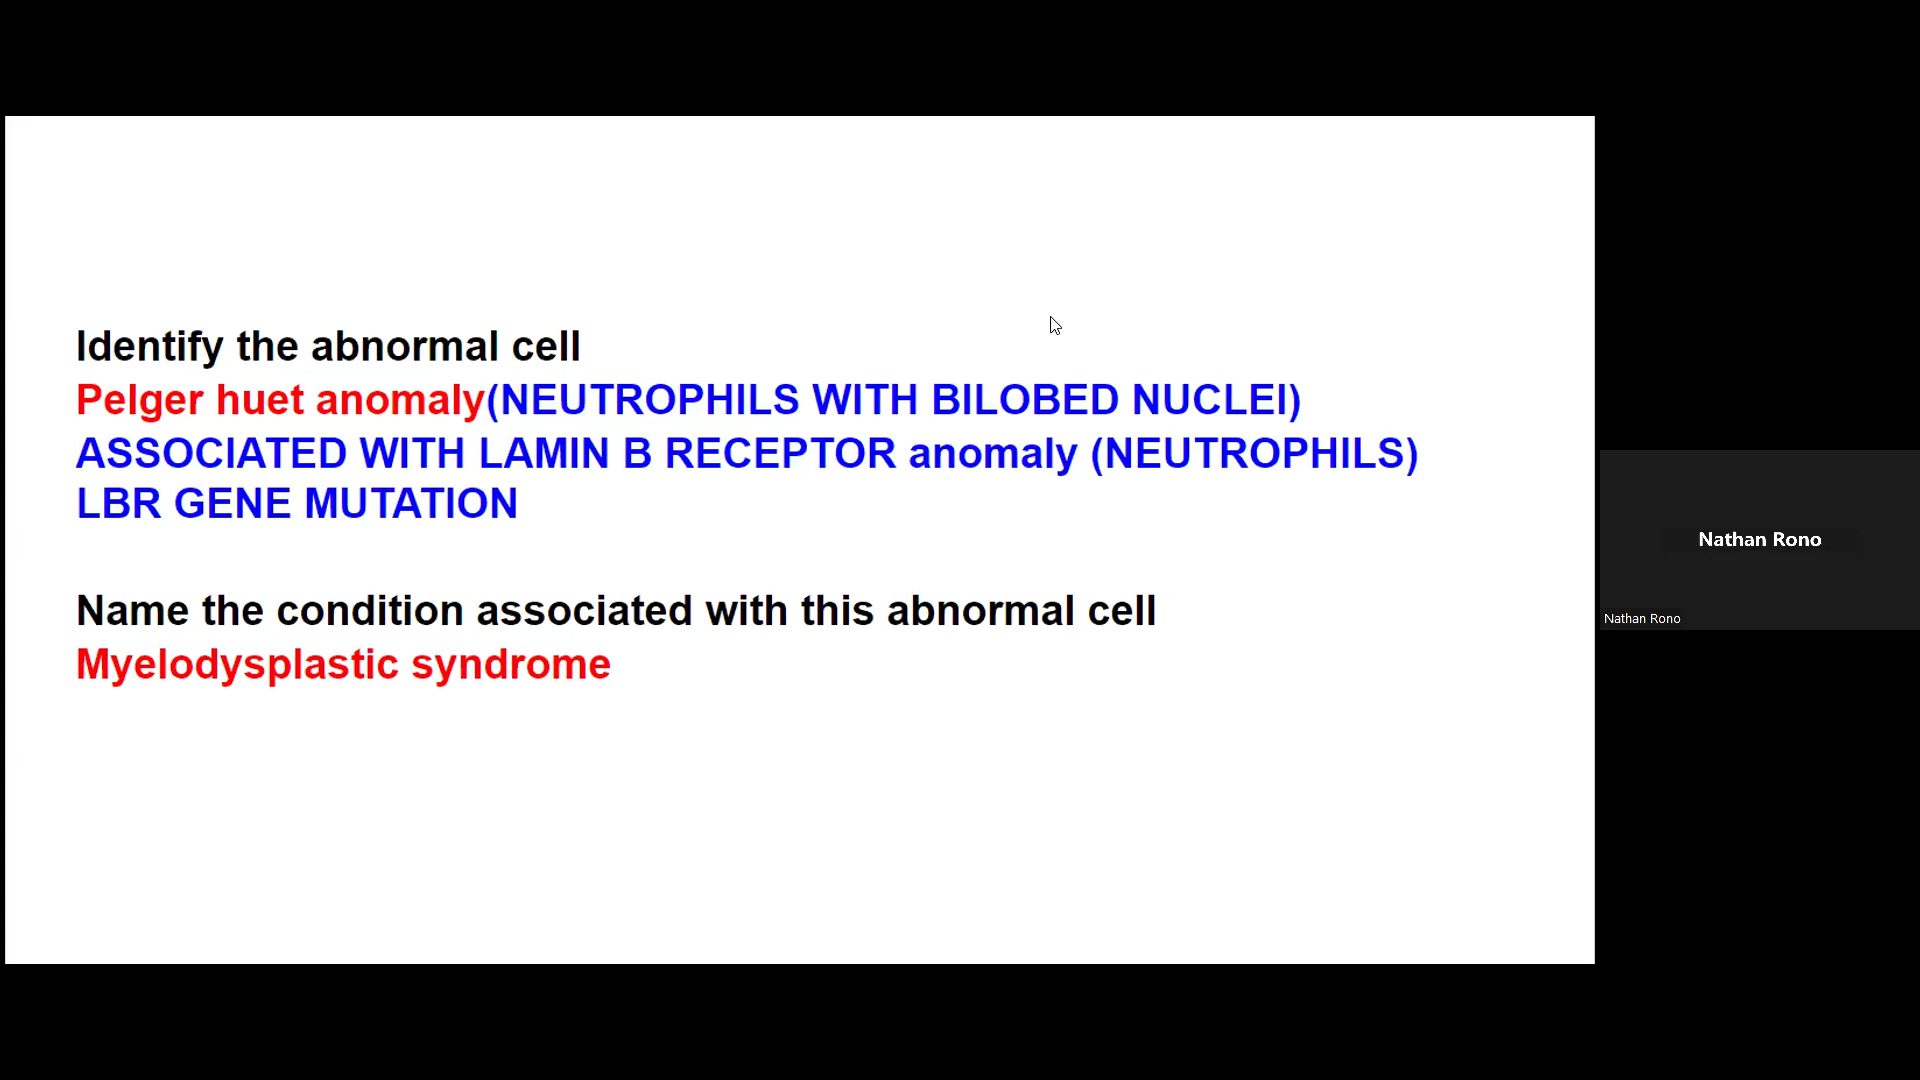 Identify the abnormal cell
Pelger huet anomaly(NEUTROPHILS WITH BILOBED NUCLEI)
ASSOCIATED WITH LAMIN B RECEPTOR anomaly (NEUTROPHILS)
LBR GENE MUTATION
Name the condition associated with this abnormal cell
Myelodysplastic syndrome
Nathan Rono
Nathan Rono